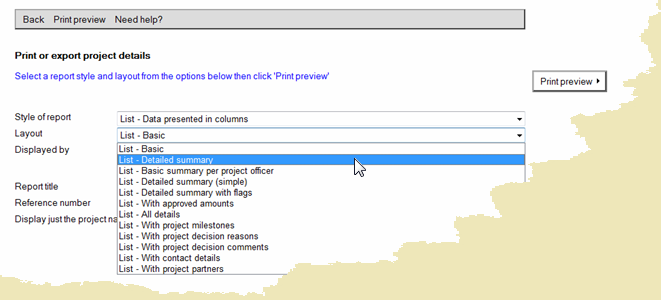 Back Print preview Need help?
Print or export project details
Select a report style and layout from the options below then click 'Print preview'
Print preview
Style of report List - Data presented in columns
Layout List - Basic
Displayed by List - Basic
List - Detailed summary
List - Basic summary per project officer
Report title List - Detailed summary (simple)
List - Detailed summary with flags
Reference number List - With approved amounts
List - All details
Display just the project na
List - With project milestones
List - With project decision reasons
List - With project decision comments
List - With contact details
List - With project partners